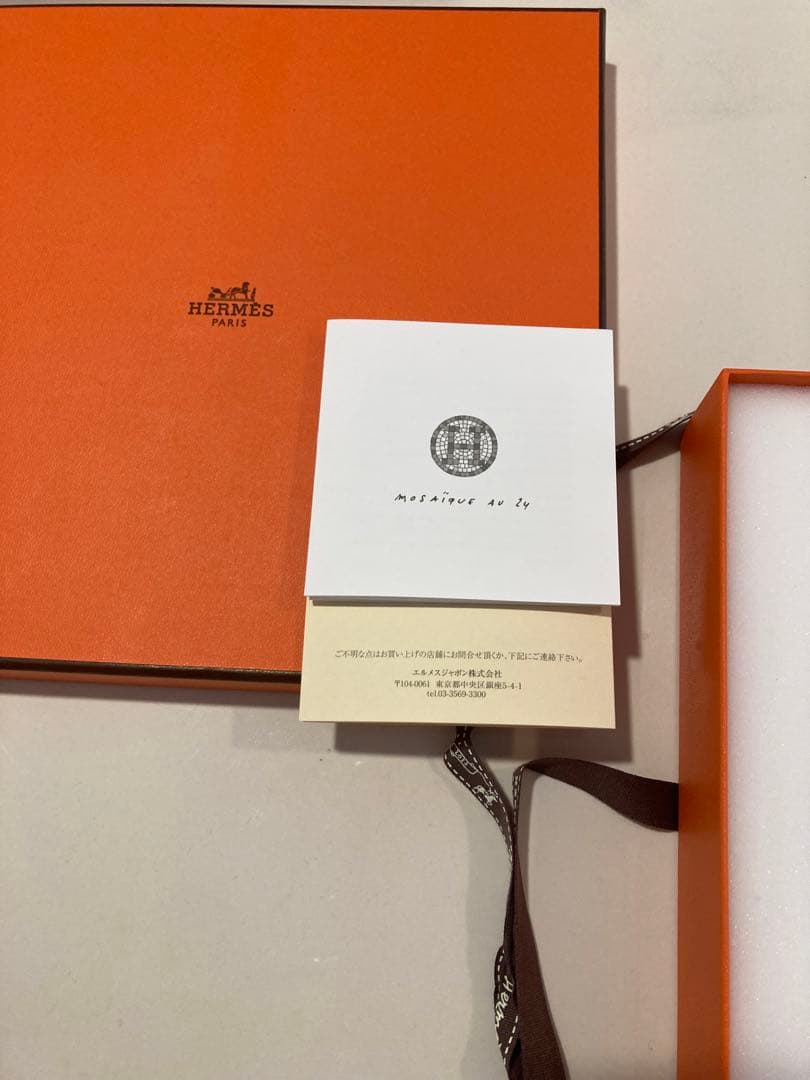 HERMÈS
PARIS
H
MOSAÏQUE AU 24
ご不明な点はお買い上げの店舗にお問合せ頂くか、下記にご連絡下さい。
エルメスジャポン株式会社
〒104-0061 東京都中央区銀座5-4-1
tel.03-3569-3300
Herm